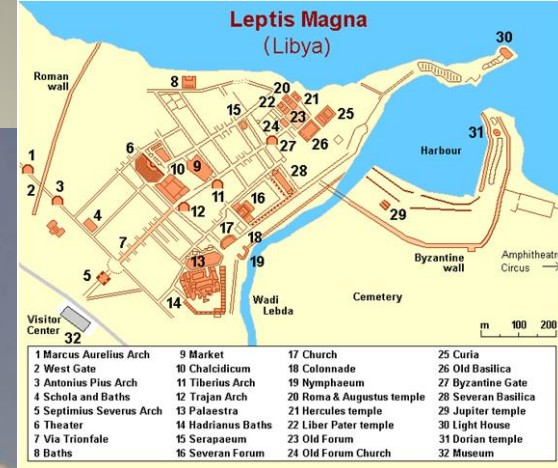 Leptis Magna
(Libya)
Roman
wall
Harbour
Byzantine
wall
Amphitheatre
Circus
Cemetery
Wadi
Lebda
Visitor
Center
m 100 200
1
2
3
4
5
6
7
8
9
10
11
12
13
14
15
16
17
18
19
20
21
22
23
24
25
26
27
28
29
30
31
32
1 Marcus Aurelius Arch
2 West Gate
3 Antonius Pius Arch
4 Schola and Baths
5 Septimius Severus Arch
6 Theater
7 Via Trionfale
8 Baths
9 Market
10 Chalcidicum
11 Tiberius Arch
12 Trajan Arch
13 Palaestra
14 Hadrianus Baths
15 Serapaeum
16 Severan Forum
17 Church
18 Colonnade
19 Nymphaeum
20 Roma & Augustus temple
21 Hercules temple
22 Liber Pater temple
23 Old Forum
24 Old Forum Church
25 Curia
26 Old Basilica
27 Byzantine Gate
28 Severan Basilica
29 Jupiter temple
30 Light House
31 Dorian temple
32 Museum